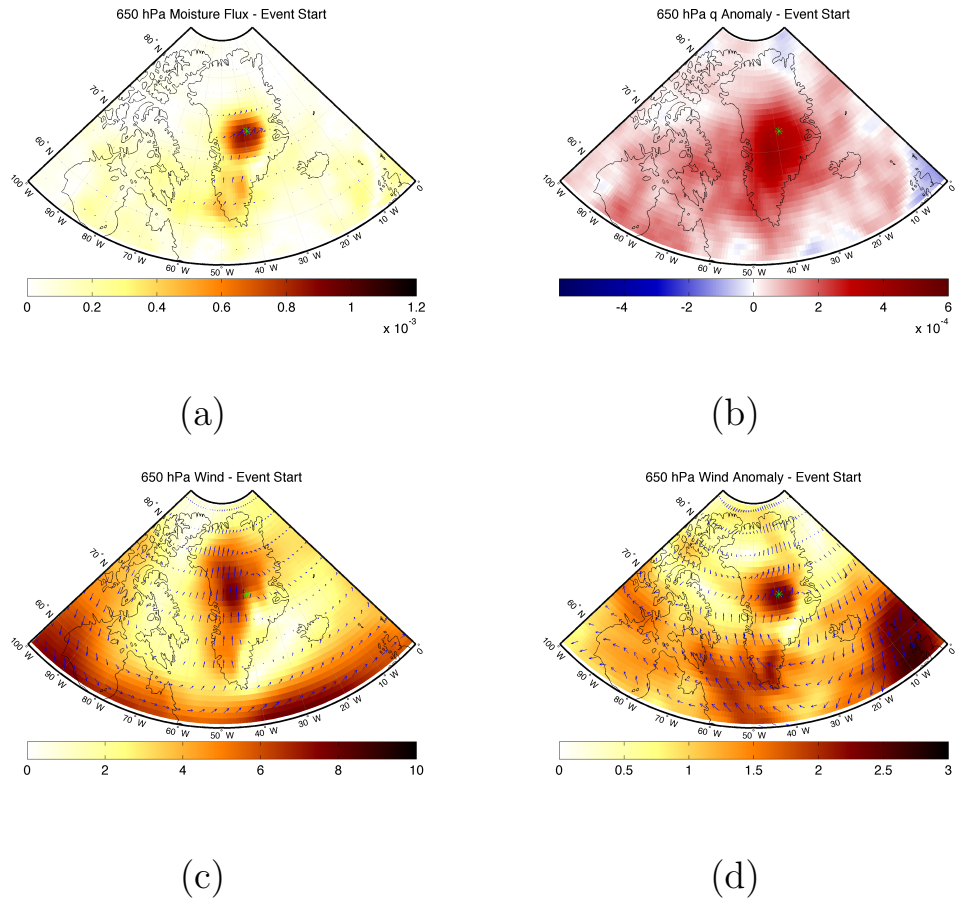 650 hPa Moisture Flux - Event Start
80° N
70° N
60° N
100° W
90° W
80° W
70° W
60° W
50° W
40° W
30° W
20° W
10° W
0
0 0.2 0.4 0.6 0.8 1 1.2
x 10-3
(a)
650 hPa q Anomaly - Event Start
80° N
70° N
60° N
100° W
90° W
80° W
70° W
60° W
50° W
40° W
30° W
20° W
10° W
0
-4 -2 0 2 4 6
x 10-4
(b)
650 hPa Wind - Event Start
80° N
70° N
60° N
100° W
90° W
80° W
70° W
60° W
50° W
40° W
30° W
20° W
10° W
0
0 2 4 6 8 10
(c)
650 hPa Wind Anomaly - Event Start
80° N
70° N
60° N
100° W
90° W
80° W
70° W
60° W
50° W
40° W
30° W
20° W
10° W
0
0 0.5 1 1.5 2 2.5 3
(d)